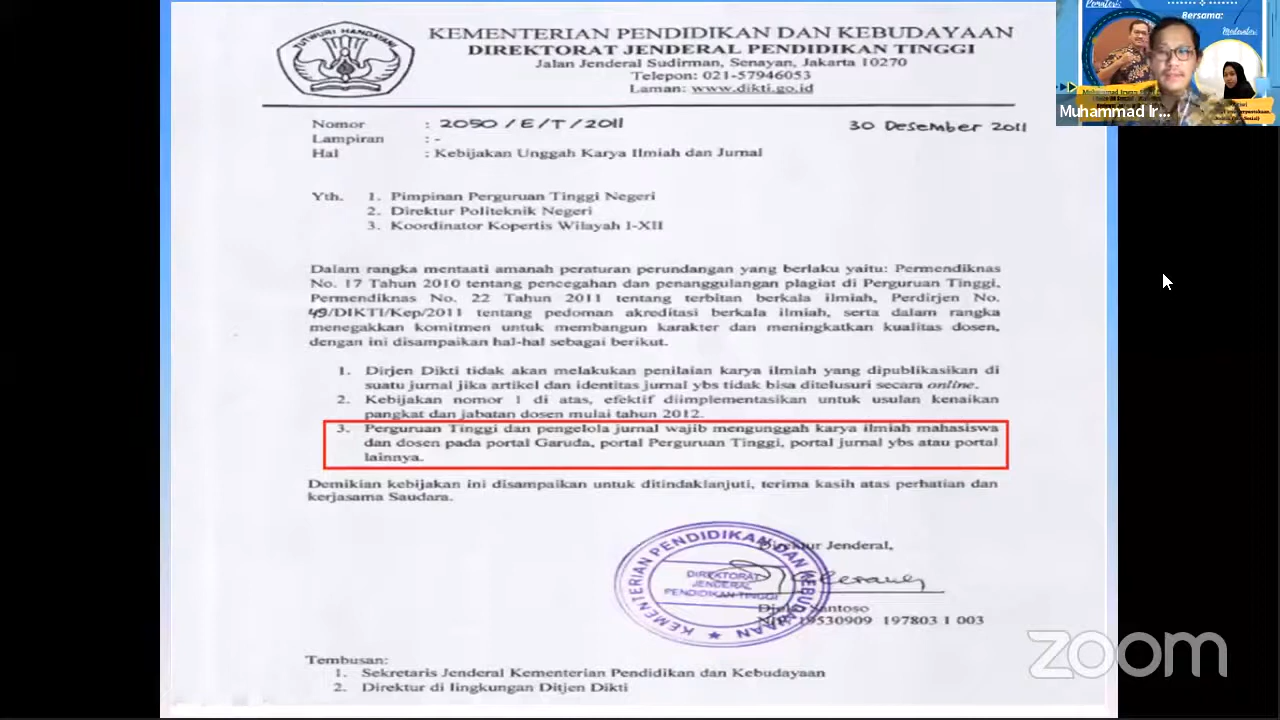 TUTWURI HANDAYANI
KEMENTERIAN PENDIDIKAN DAN KEBUDAYAAN
DIREKTORAT JENDERAL PENDIDIKAN TINGGI
Jalan Jenderal Sudirman, Senayan, Jakarta 10270
Telepon: 021-57946053
Laman: www.dikti.go.id
Nomor : 2050/E/T/2011 30 Desember 2011
Lampiran : -
Hal : Kebijakan Unggah Karya Ilmiah dan Jurnal
Yth. 1. Pimpinan Perguruan Tinggi Negeri
2. Direktur Politeknik Negeri
3. Koordinator Kopertis Wilayah I-XII
Dalam rangka mentaati amanah peraturan perundangan yang berlaku yaitu: Permendiknas
No. 17 Tahun 2010 tentang pencegahan dan penanggulangan plagiat di Perguruan Tinggi,
Permendiknas No. 22 Tahun 2011 tentang terbitan berkala ilmiah, Perdirjen No.
49/DIKTI/Kep/2011 tentang pedoman akreditasi berkala ilmiah, serta dalam rangka
menegakkan komitmen untuk membangun karakter dan meningkatkan kualitas dosen,
dengan ini disampaikan hal-hal sebagai berikut.
1. Dirjen Dikti tidak akan melakukan penilaian karya ilmiah yang dipublikasikan di
suatu jurnal jika artikel dan identitas jurnal ybs tidak bisa ditelusuri secara online.
2. Kebijakan nomor 1 di atas, efektif diimplementasikan untuk usulan kenaikan
pangkat dan jabatan dosen mulai tahun 2012.
3. Perguruan Tinggi dan pengelola jurnal wajib mengunggah karya ilmiah mahasiswa
dan dosen pada portal Garuda, portal Perguruan Tinggi, portal jurnal ybs atau portal
lainnya.
Demikian kebijakan ini disampaikan untuk ditindaklanjuti, terima kasih atas perhatian dan
kerjasama Saudara.
Direktur Jenderal,
KEMENTERIAN PENDIDIKAN DAN KEBUDAYAAN
DIREKTORAT
JENDERAL
PENDIDIKAN TINGGI
Djoko Santoso
NIP 19530909 197803 1 003
Tembusan:
1. Sekretaris Jenderal Kementerian Pendidikan dan Kebudayaan
2. Direktur di lingkungan Ditjen Dikti
Bersama:
Moderator:
Muhammad Ir...
zoom